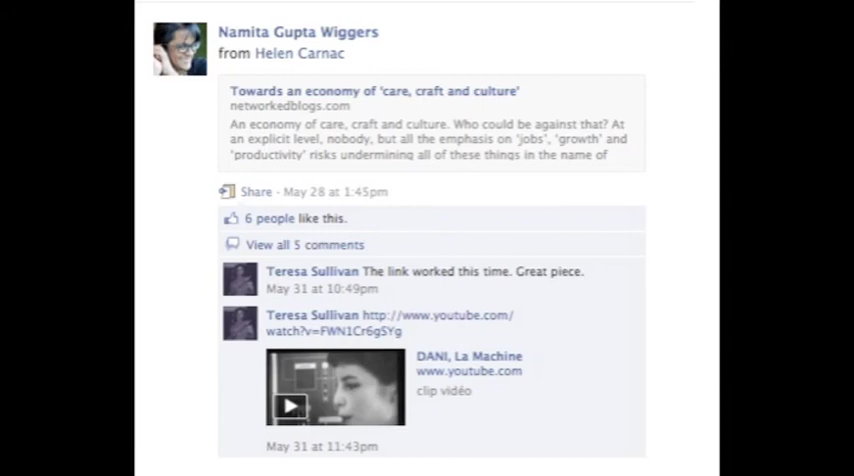 Namita Gupta Wiggers
from Helen Carnac
Towards an economy of 'care, craft and culture'
networkedblogs.com
An economy of care, craft and culture. Who could be against that? At
an explicit level, nobody, but all the emphasis on 'jobs', 'growth' and
'productivity' risks undermining all of these things in the name of
Share - May 28 at 1:45pm
6 people like this.
View all 5 comments
Teresa Sullivan The link worked this time. Great piece.
May 31 at 10:49pm
Teresa Sullivan http://www.youtube.com/
watch?v=FWN1Cr6gSYg
DANI, La Machine
www.youtube.com
clip vidéo
May 31 at 11:43pm